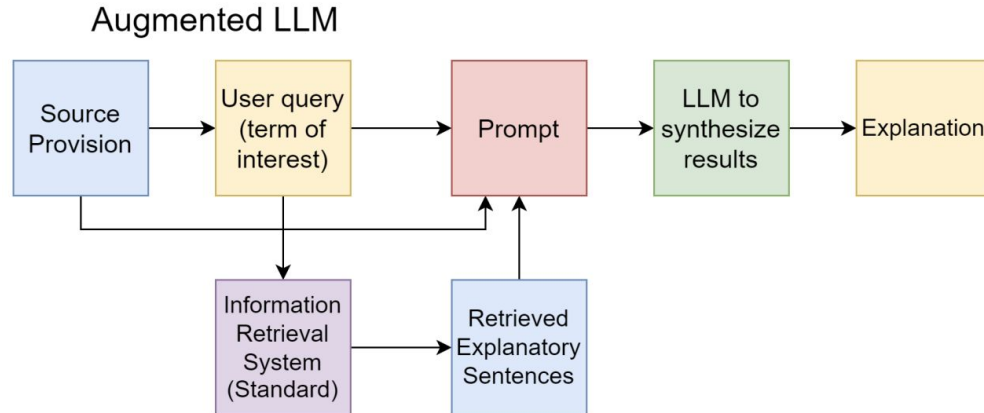 Augmented LLM
Source
Provision
User query
(term of
interest)
Prompt
LLM to
synthesize
results
Explanation
Information
Retrieval
System
(Standard)
Retrieved
Explanatory
Sentences